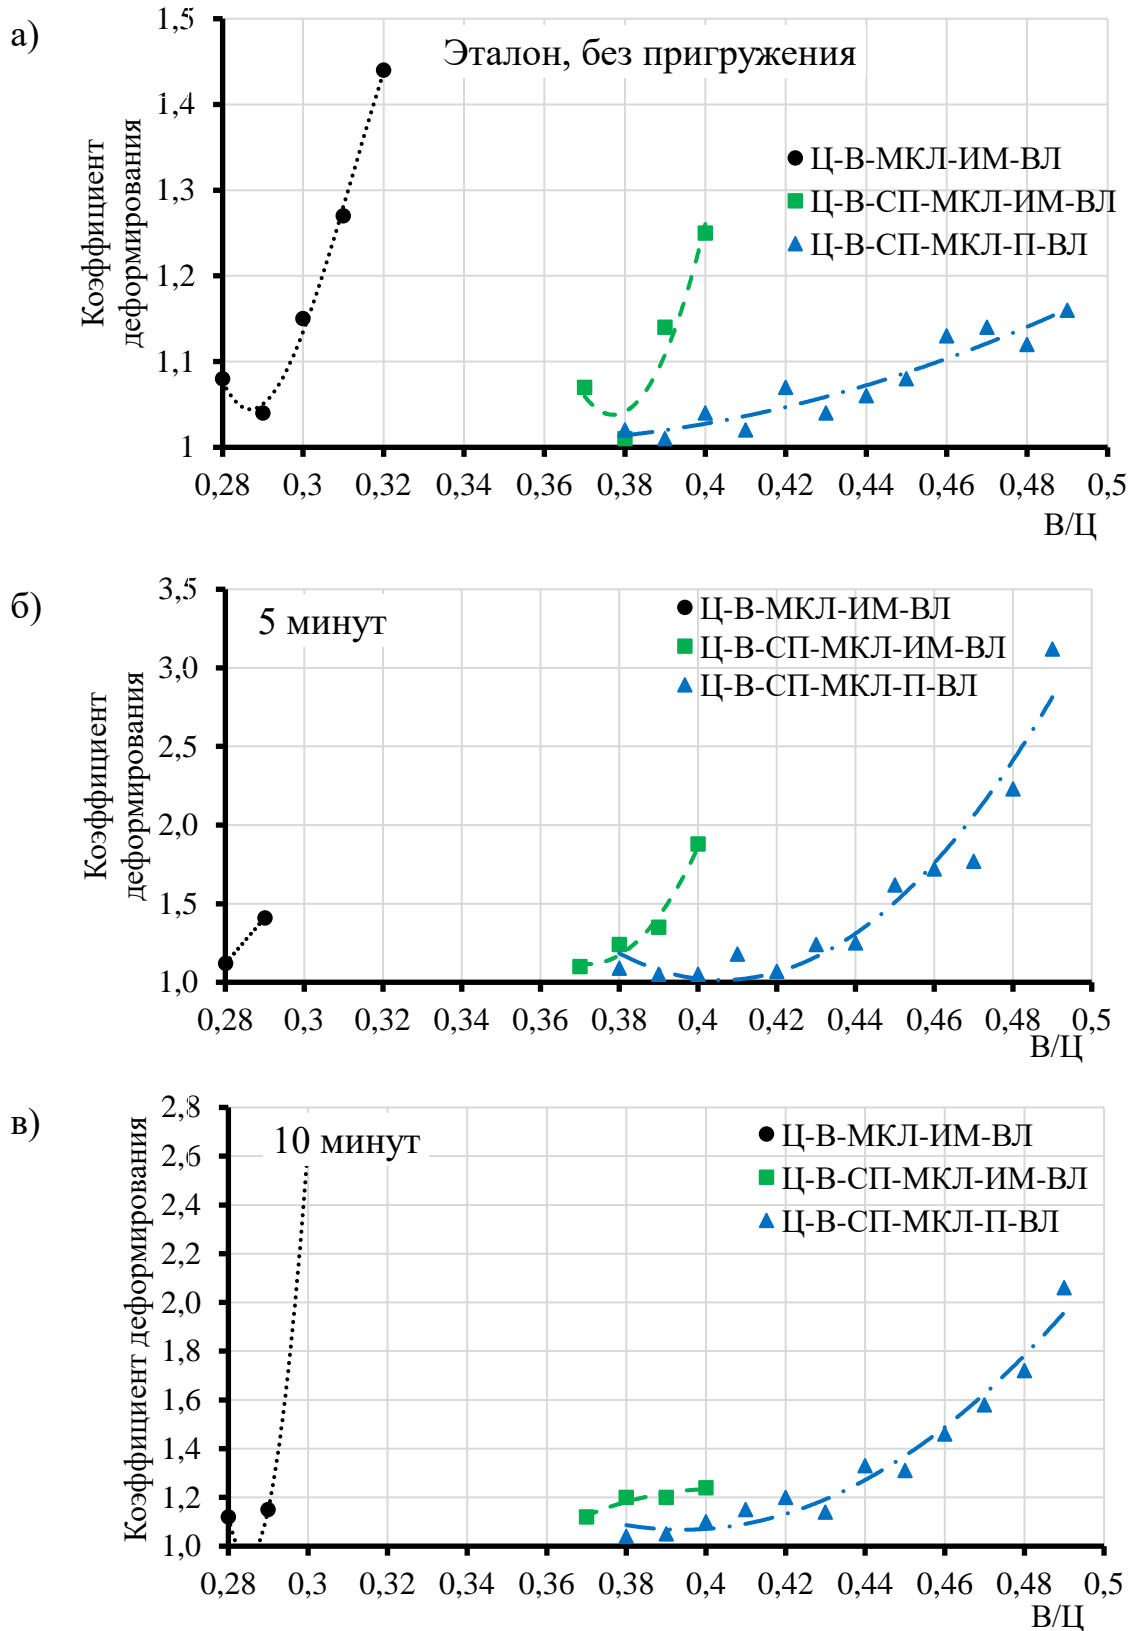 а)
Эталон, без пригружения
Коэффициент
деформирования
1,5
1,4
1,3
1,2
1,1
1
Ц-В-МКЛ-ИМ-ВЛ
Ц-В-СП-МКЛ-ИМ-ВЛ
Ц-В-СП-МКЛ-П-ВЛ
0,28 0,3 0,32 0,34 0,36 0,38 0,4 0,42 0,44 0,46 0,48 0,5
В/Ц
б)
5 минут
Коэффициент
деформирования
3,5
3,0
2,5
2,0
1,5
1,0
Ц-В-МКЛ-ИМ-ВЛ
Ц-В-СП-МКЛ-ИМ-ВЛ
Ц-В-СП-МКЛ-П-ВЛ
0,28 0,3 0,32 0,34 0,36 0,38 0,4 0,42 0,44 0,46 0,48 0,5
В/Ц
в)
10 минут
Коэффициент деформирования
2,8
2,6
2,4
2,2
2,0
1,8
1,6
1,4
1,2
1,0
Ц-В-МКЛ-ИМ-ВЛ
Ц-В-СП-МКЛ-ИМ-ВЛ
Ц-В-СП-МКЛ-П-ВЛ
0,28 0,3 0,32 0,34 0,36 0,38 0,4 0,42 0,44 0,46 0,48 0,5
В/Ц